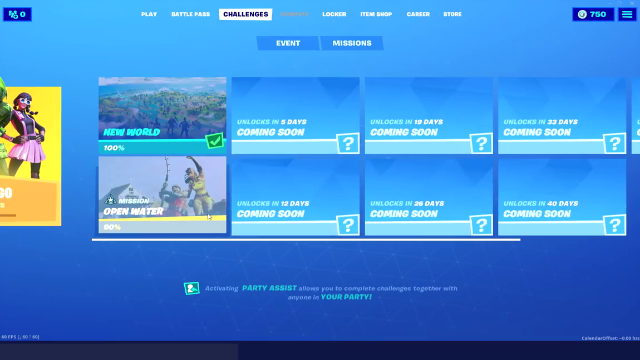 0
PLAY
BATTLE PASS
CHALLENGES
LOCKER
ITEM SHOP
CAREER
STORE
750
EVENT
MISSIONS
NEW WORLD
100%
UNLOCKS IN 5 DAYS
COMING SOON
?
UNLOCKS IN 19 DAYS
COMING SOON
?
UNLOCKS IN 33 DAYS
COMING SOON
?
GO
MISSION
OPEN WATER
90%
UNLOCKS IN 12 DAYS
COMING SOON
?
UNLOCKS IN 26 DAYS
COMING SOON
?
UNLOCKS IN 40 DAYS
COMING SOON
?
Activating PARTY ASSIST allows you to complete challenges together with
anyone in YOUR PARTY!